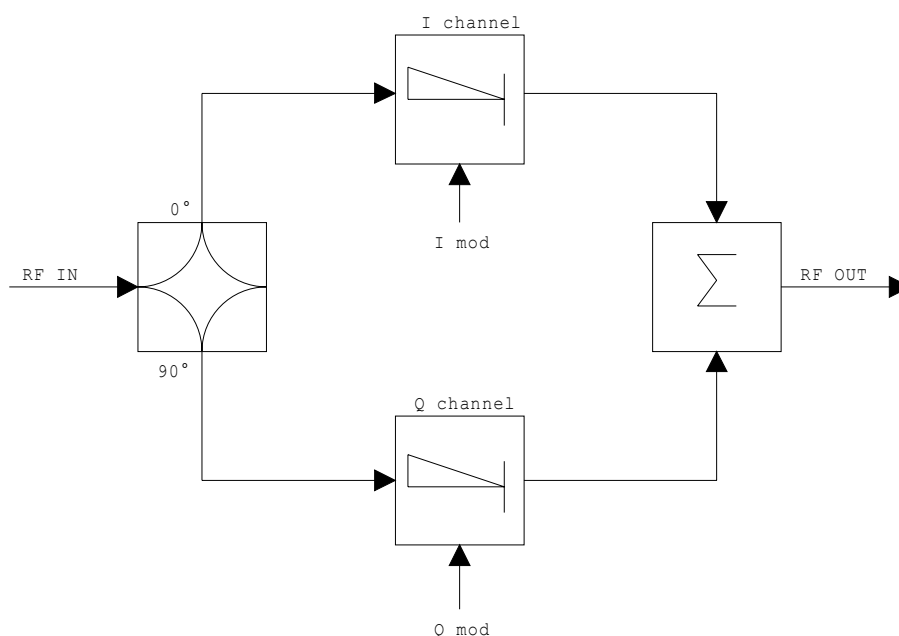 I channel
0°
I mod
RF IN
Σ
RF OUT
90°
Q channel
Q mod